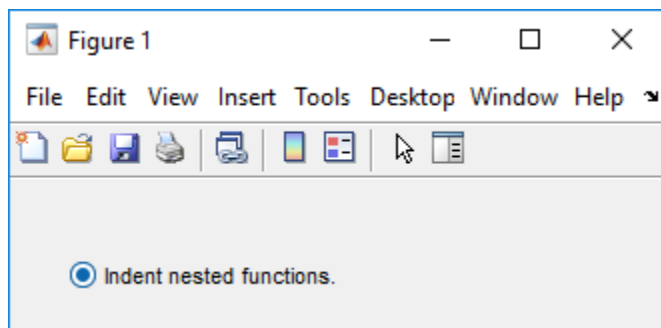 Figure 1
File Edit View Insert Tools Desktop Window Help
Indent nested functions.